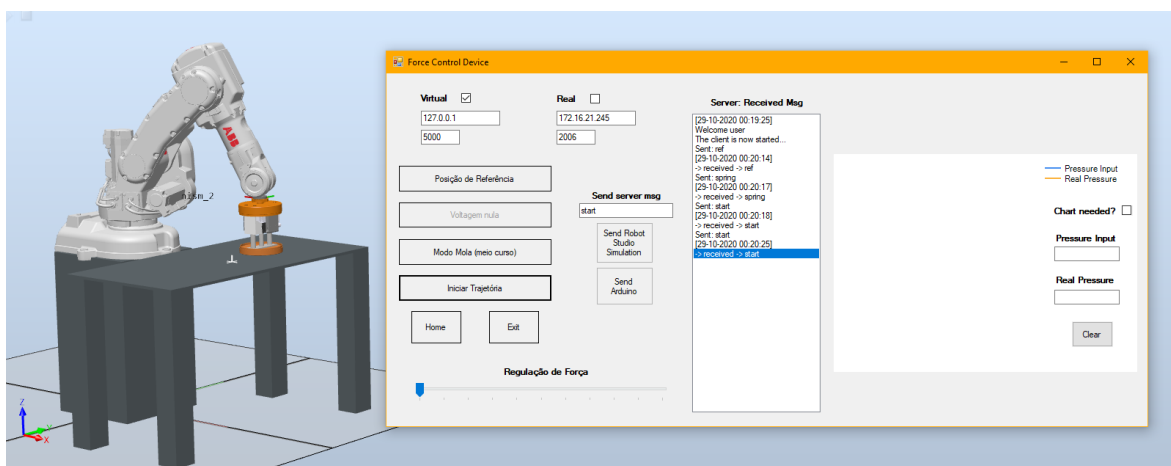 Force Control Device
Virtual
Real
127.0.0.1
172.16.21.245
5000
2006
Posição de Referência
Voltagem nula
Modo Mola (meio curso)
Iniciar Trajetória
Home
Exit
Regulação de Força
Send server msg
start
Send Robot
Studio
Simulation
Send
Arduino
Server: Received Msg
[29-10-2020 00:19:25]
Welcome user
The client is now started...
Sent: ref
[29-10-2020 00:20:14]
-> received -> ref
Sent: spring
[29-10-2020 00:20:17]
-> received -> spring
Sent: start
[29-10-2020 00:20:18]
-> received -> start
Sent: start
[29-10-2020 00:20:25]
-> received -> start
Pressure Input
Real Pressure
Chart needed?
Pressure Input
Real Pressure
Clear
ABB
Z
Y
X